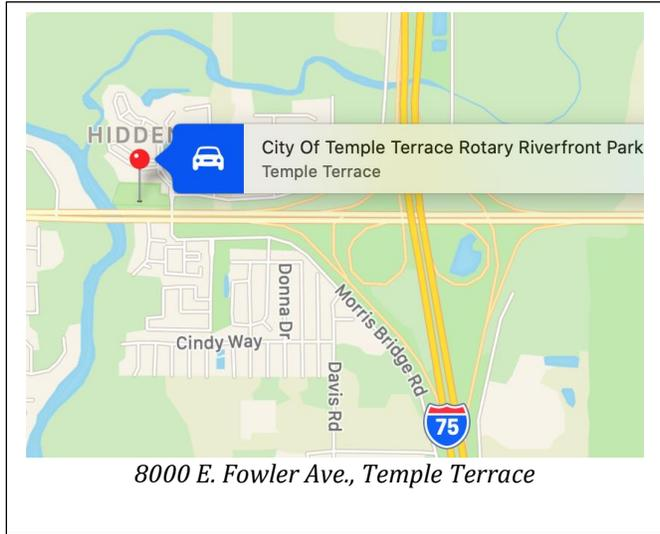 HIDDE
City Of Temple Terrace Rotary Riverfront Park
Temple Terrace
Donna Dr
Morris Bridge Rd
Cindy Way
Davis Rd
75
8000 E. Fowler Ave., Temple Terrace